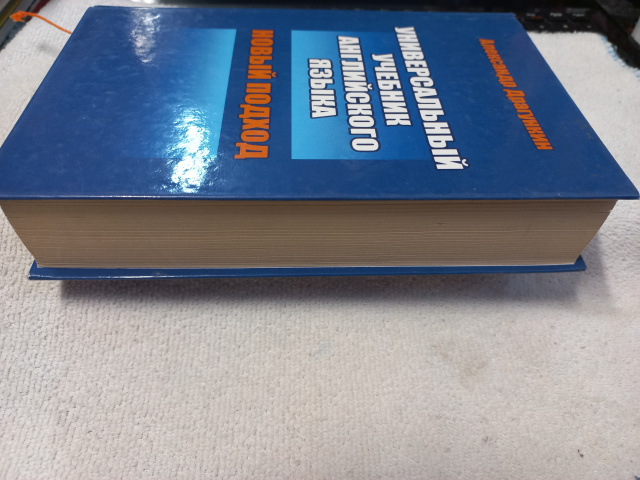 Александр Драгункин
УНИВЕРСАЛЬНЫЙ
УЧЕБНИК
АНГЛИЙСКОГО
ЯЗЫКА
НОВЫЙ ПОДХОД